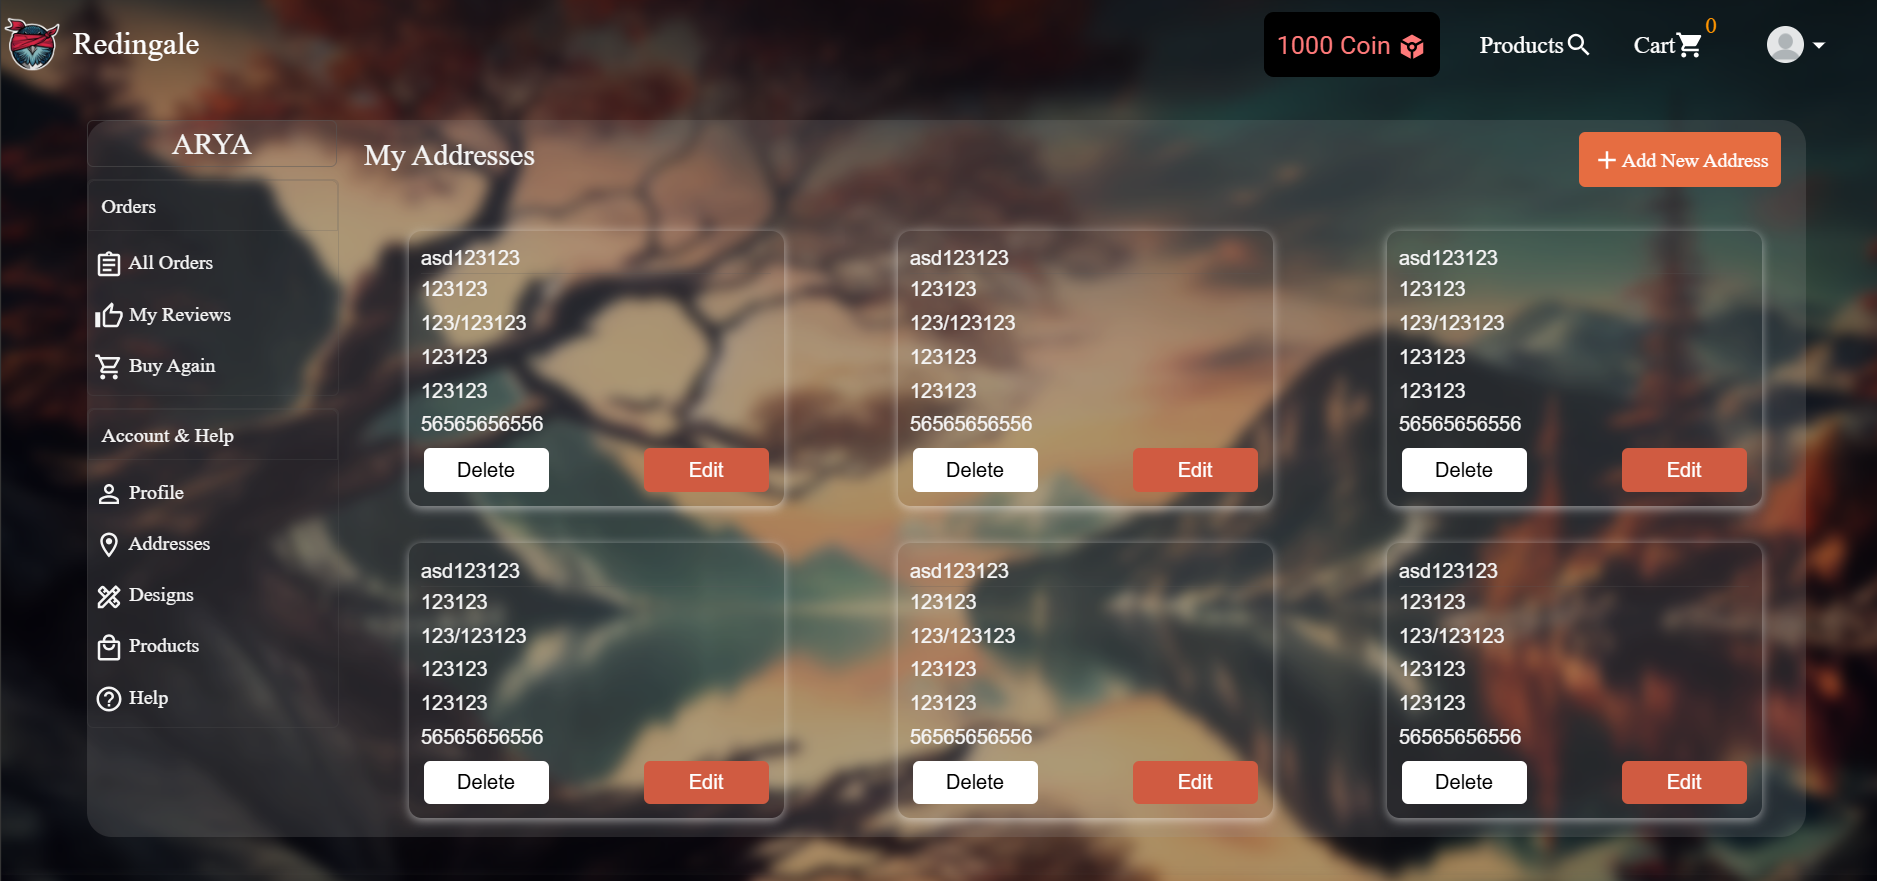 Redingale
1000 Coin
Products
Cart
0
ARYA
Orders
All Orders
My Reviews
Buy Again
Account & Help
Profile
Addresses
Designs
Products
Help
My Addresses
Add New Address
asd123123
123123
123/123123
123123
123123
56565656556
Delete
Edit
asd123123
123123
123/123123
123123
123123
56565656556
Delete
Edit
asd123123
123123
123/123123
123123
123123
56565656556
Delete
Edit
asd123123
123123
123/123123
123123
123123
56565656556
Delete
Edit
asd123123
123123
123/123123
123123
123123
56565656556
Delete
Edit
asd123123
123123
123/123123
123123
123123
56565656556
Delete
Edit